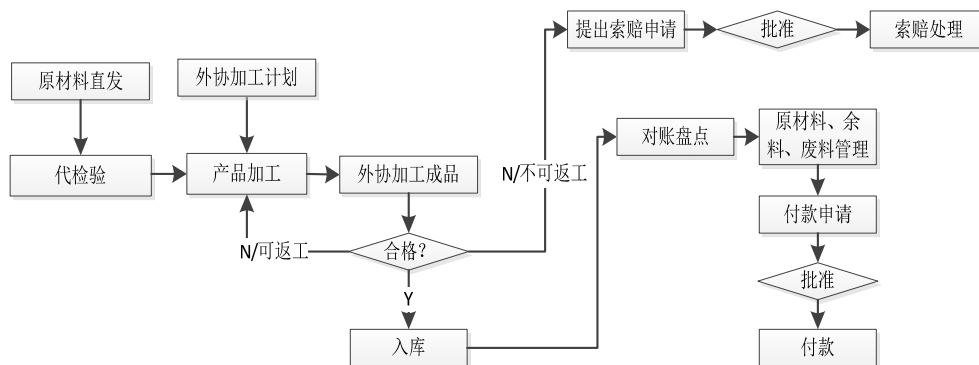 提出索赔申请
批准
索赔处理
原材料直发
外协加工计划
对账盘点
原材料、余
料、废料管理
代检验
产品加工
外协加工成品
N/不可返工
付款申请
N/可返工
合格?
批准
Y
入库
付款